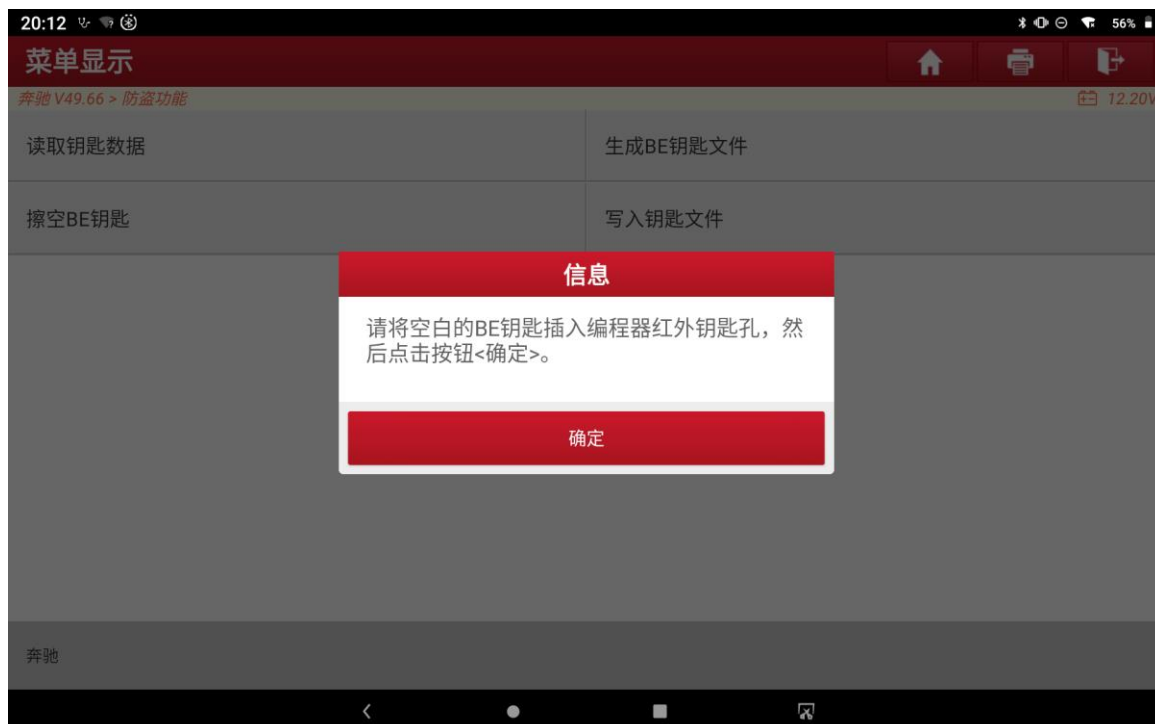 20:12
56%
菜单显示
奔驰 V49.66 > 防盗功能
12.20V
读取钥匙数据
生成BE钥匙文件
擦空BE钥匙
写入钥匙文件
信息
请将空白的BE钥匙插入编程器红外钥匙孔，然
后点击按钮<确定>。
确定
奔驰